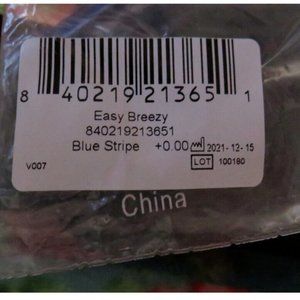 8 40219 21365 1
Easy Breezy
840219213651
Blue Stripe +0.00 2021-12-15
V007 LOT 100180
China